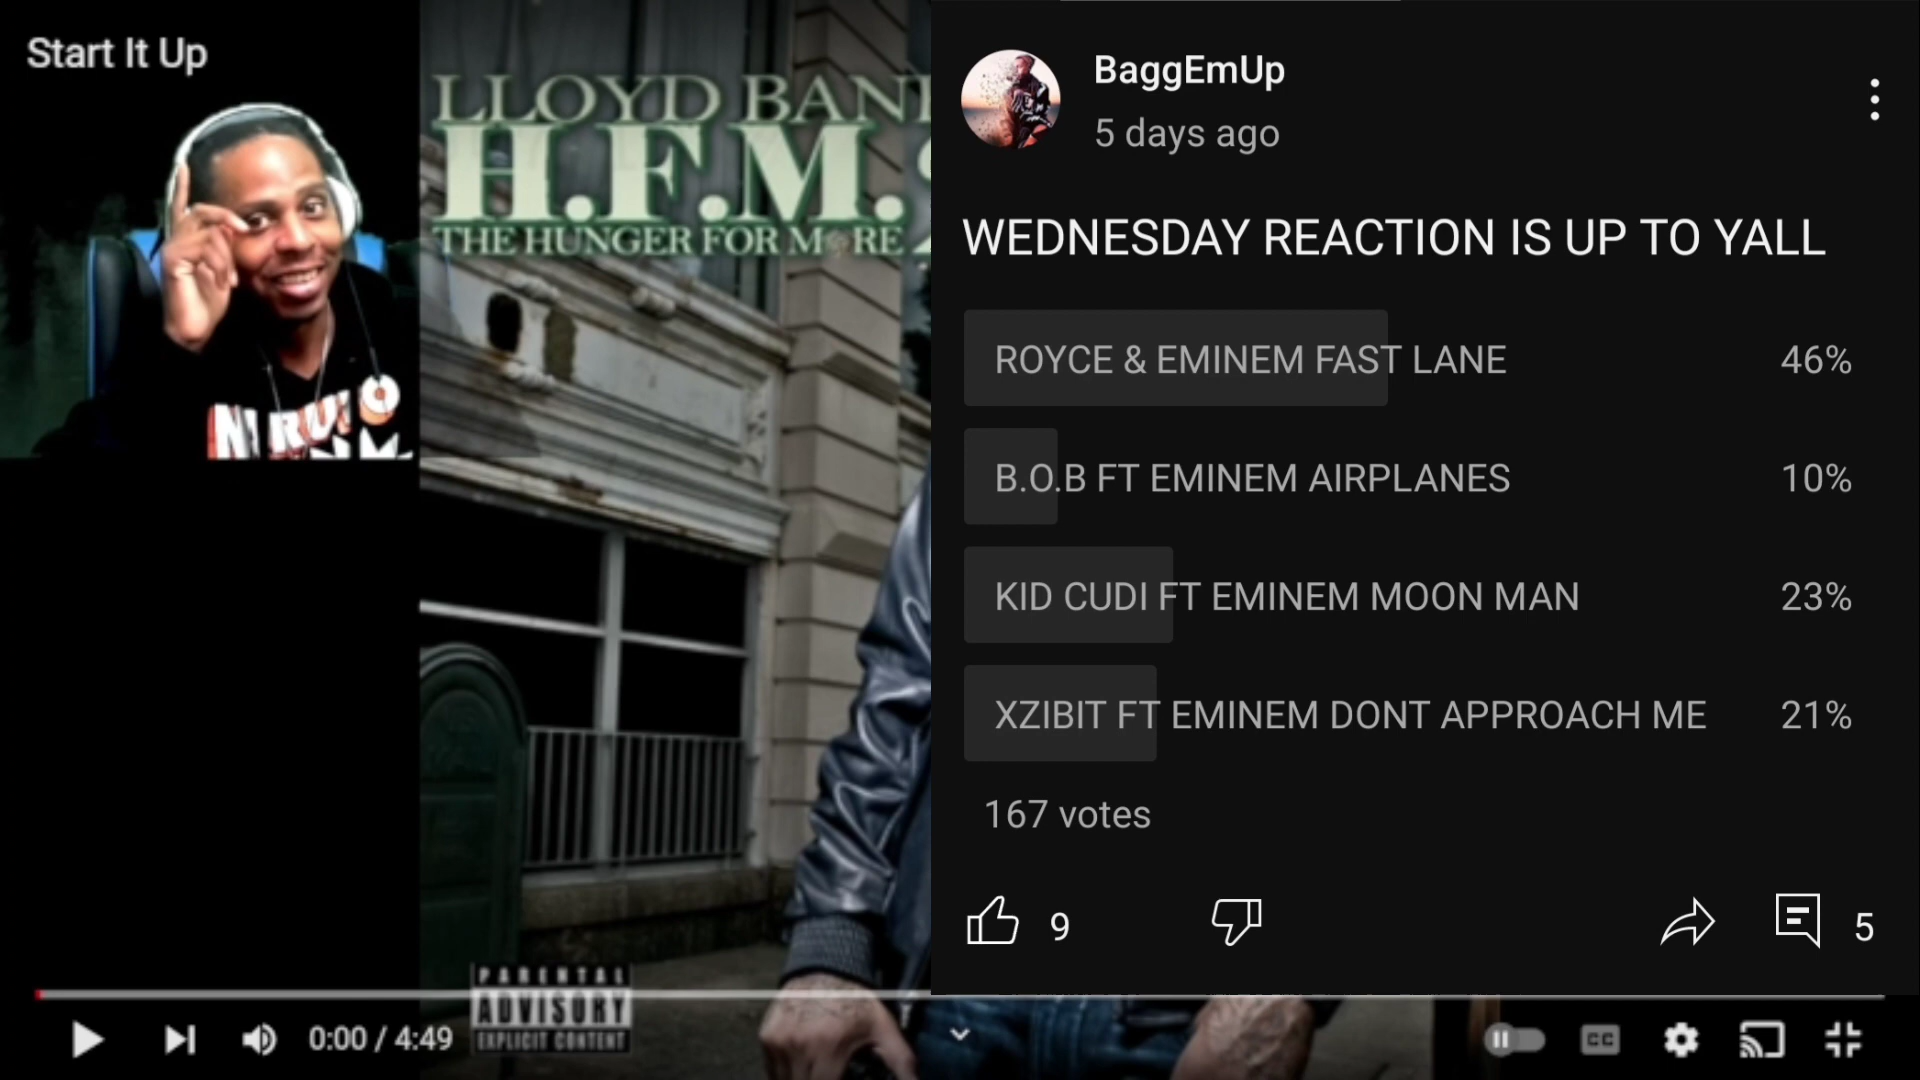 Start It Up
LLOYD BAN
H.F.M.
THE HUNGER FOR MORE
BaggEmUp
5 days ago
WEDNESDAY REACTION IS UP TO YALL
ROYCE & EMINEM FAST LANE 46%
B.O.B FT EMINEM AIRPLANES 10%
KID CUDI FT EMINEM MOON MAN 23%
XZIBIT FT EMINEM DONT APPROACH ME 21%
167 votes
9
5
PARENTAL
ADVISORY
EXPLICIT CONTENT
0:00 / 4:49
CC